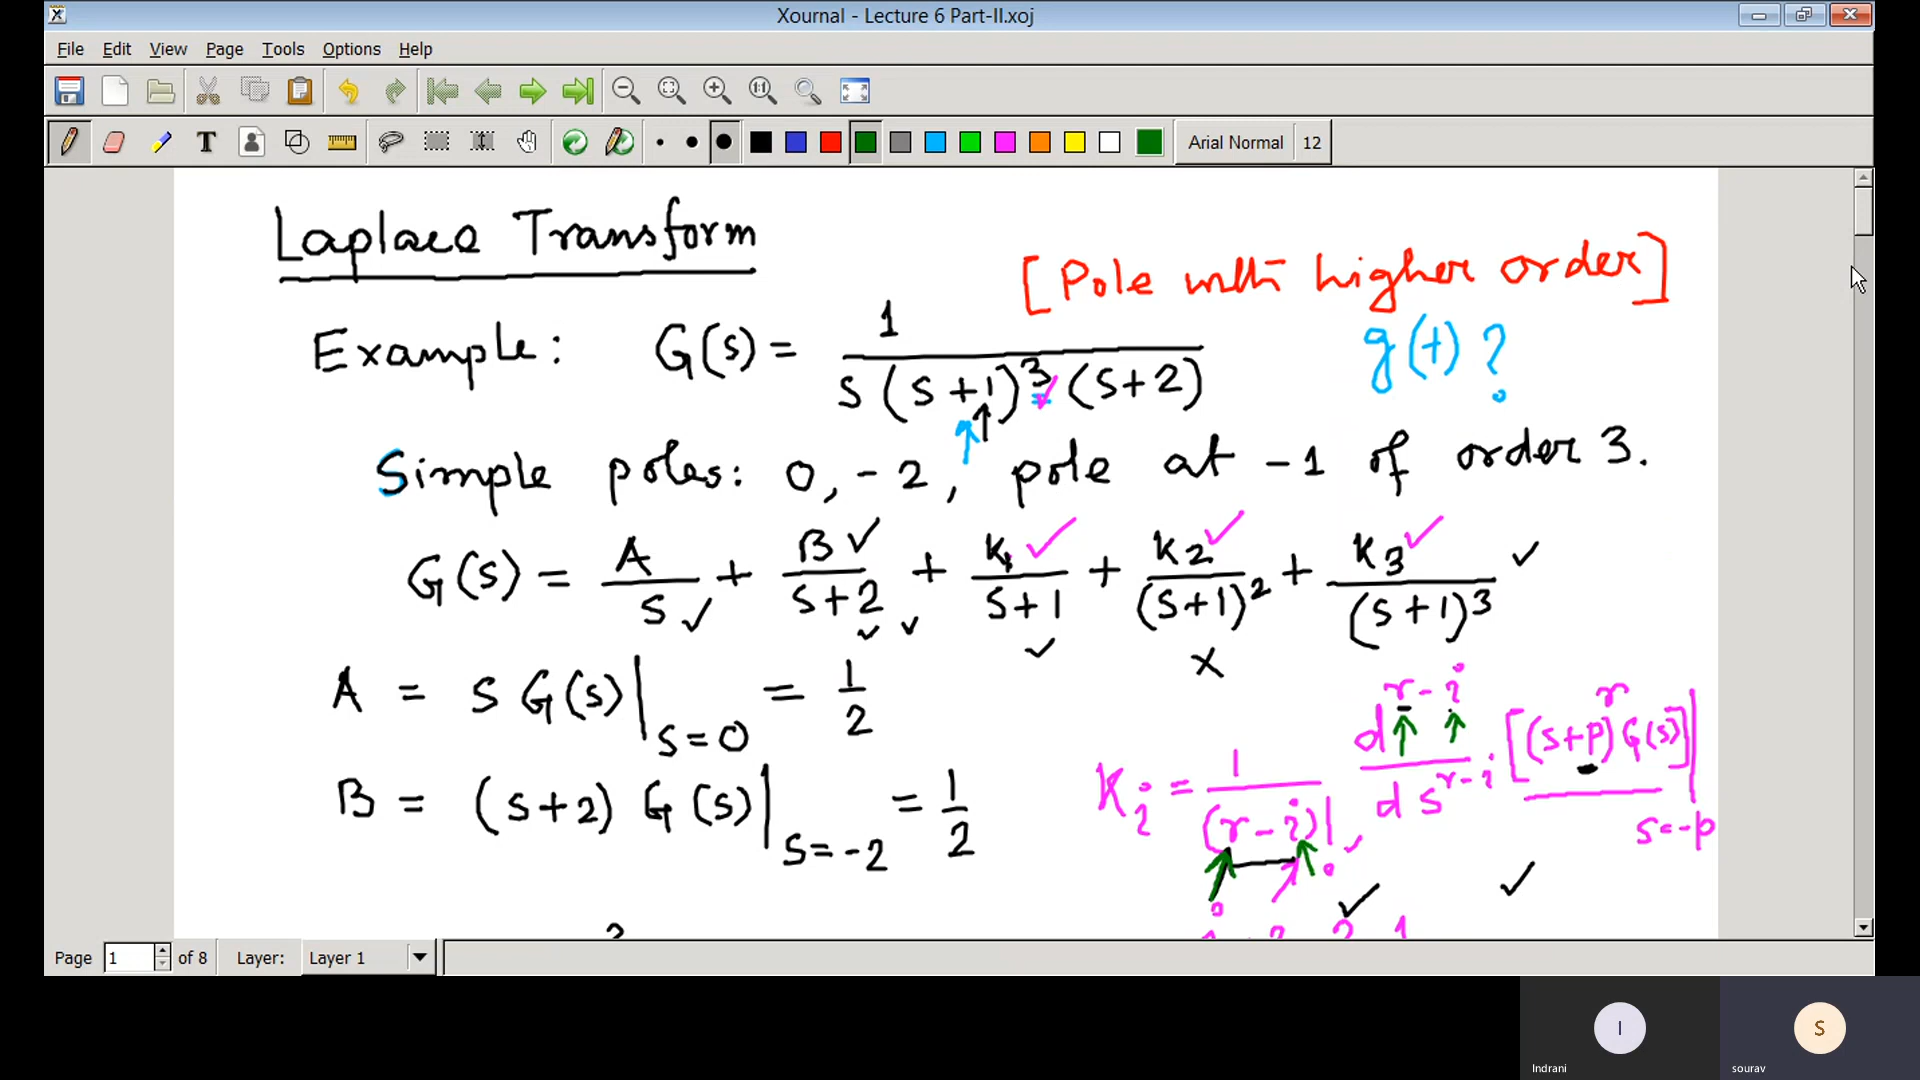 Xournal - Lecture 6 Part-II.xoj
File Edit View Page Tools Options Help
Arial Normal 12
Laplace Transform
[Pole with higher order]
Example: G(s) = 1 / s (s+1)^3 (s+2)
g(t) ?
Simple poles: 0, -2, pole at -1 of order 3.
G(s) = A/s + B/(s+2) + K1/(s+1) + K2/(s+1)^2 + K3/(s+1)^3
A = s G(s)|s=0 = 1/2
B = (s+2) G(s)|s=-2 = 1/2
Ki = 1/(r-i)! d^(r-i)/ds^(r-i) [(s+p)^r G(s)]|s=-p
Page 1 of 8 Layer: Layer 1
I S
Indrani sourav